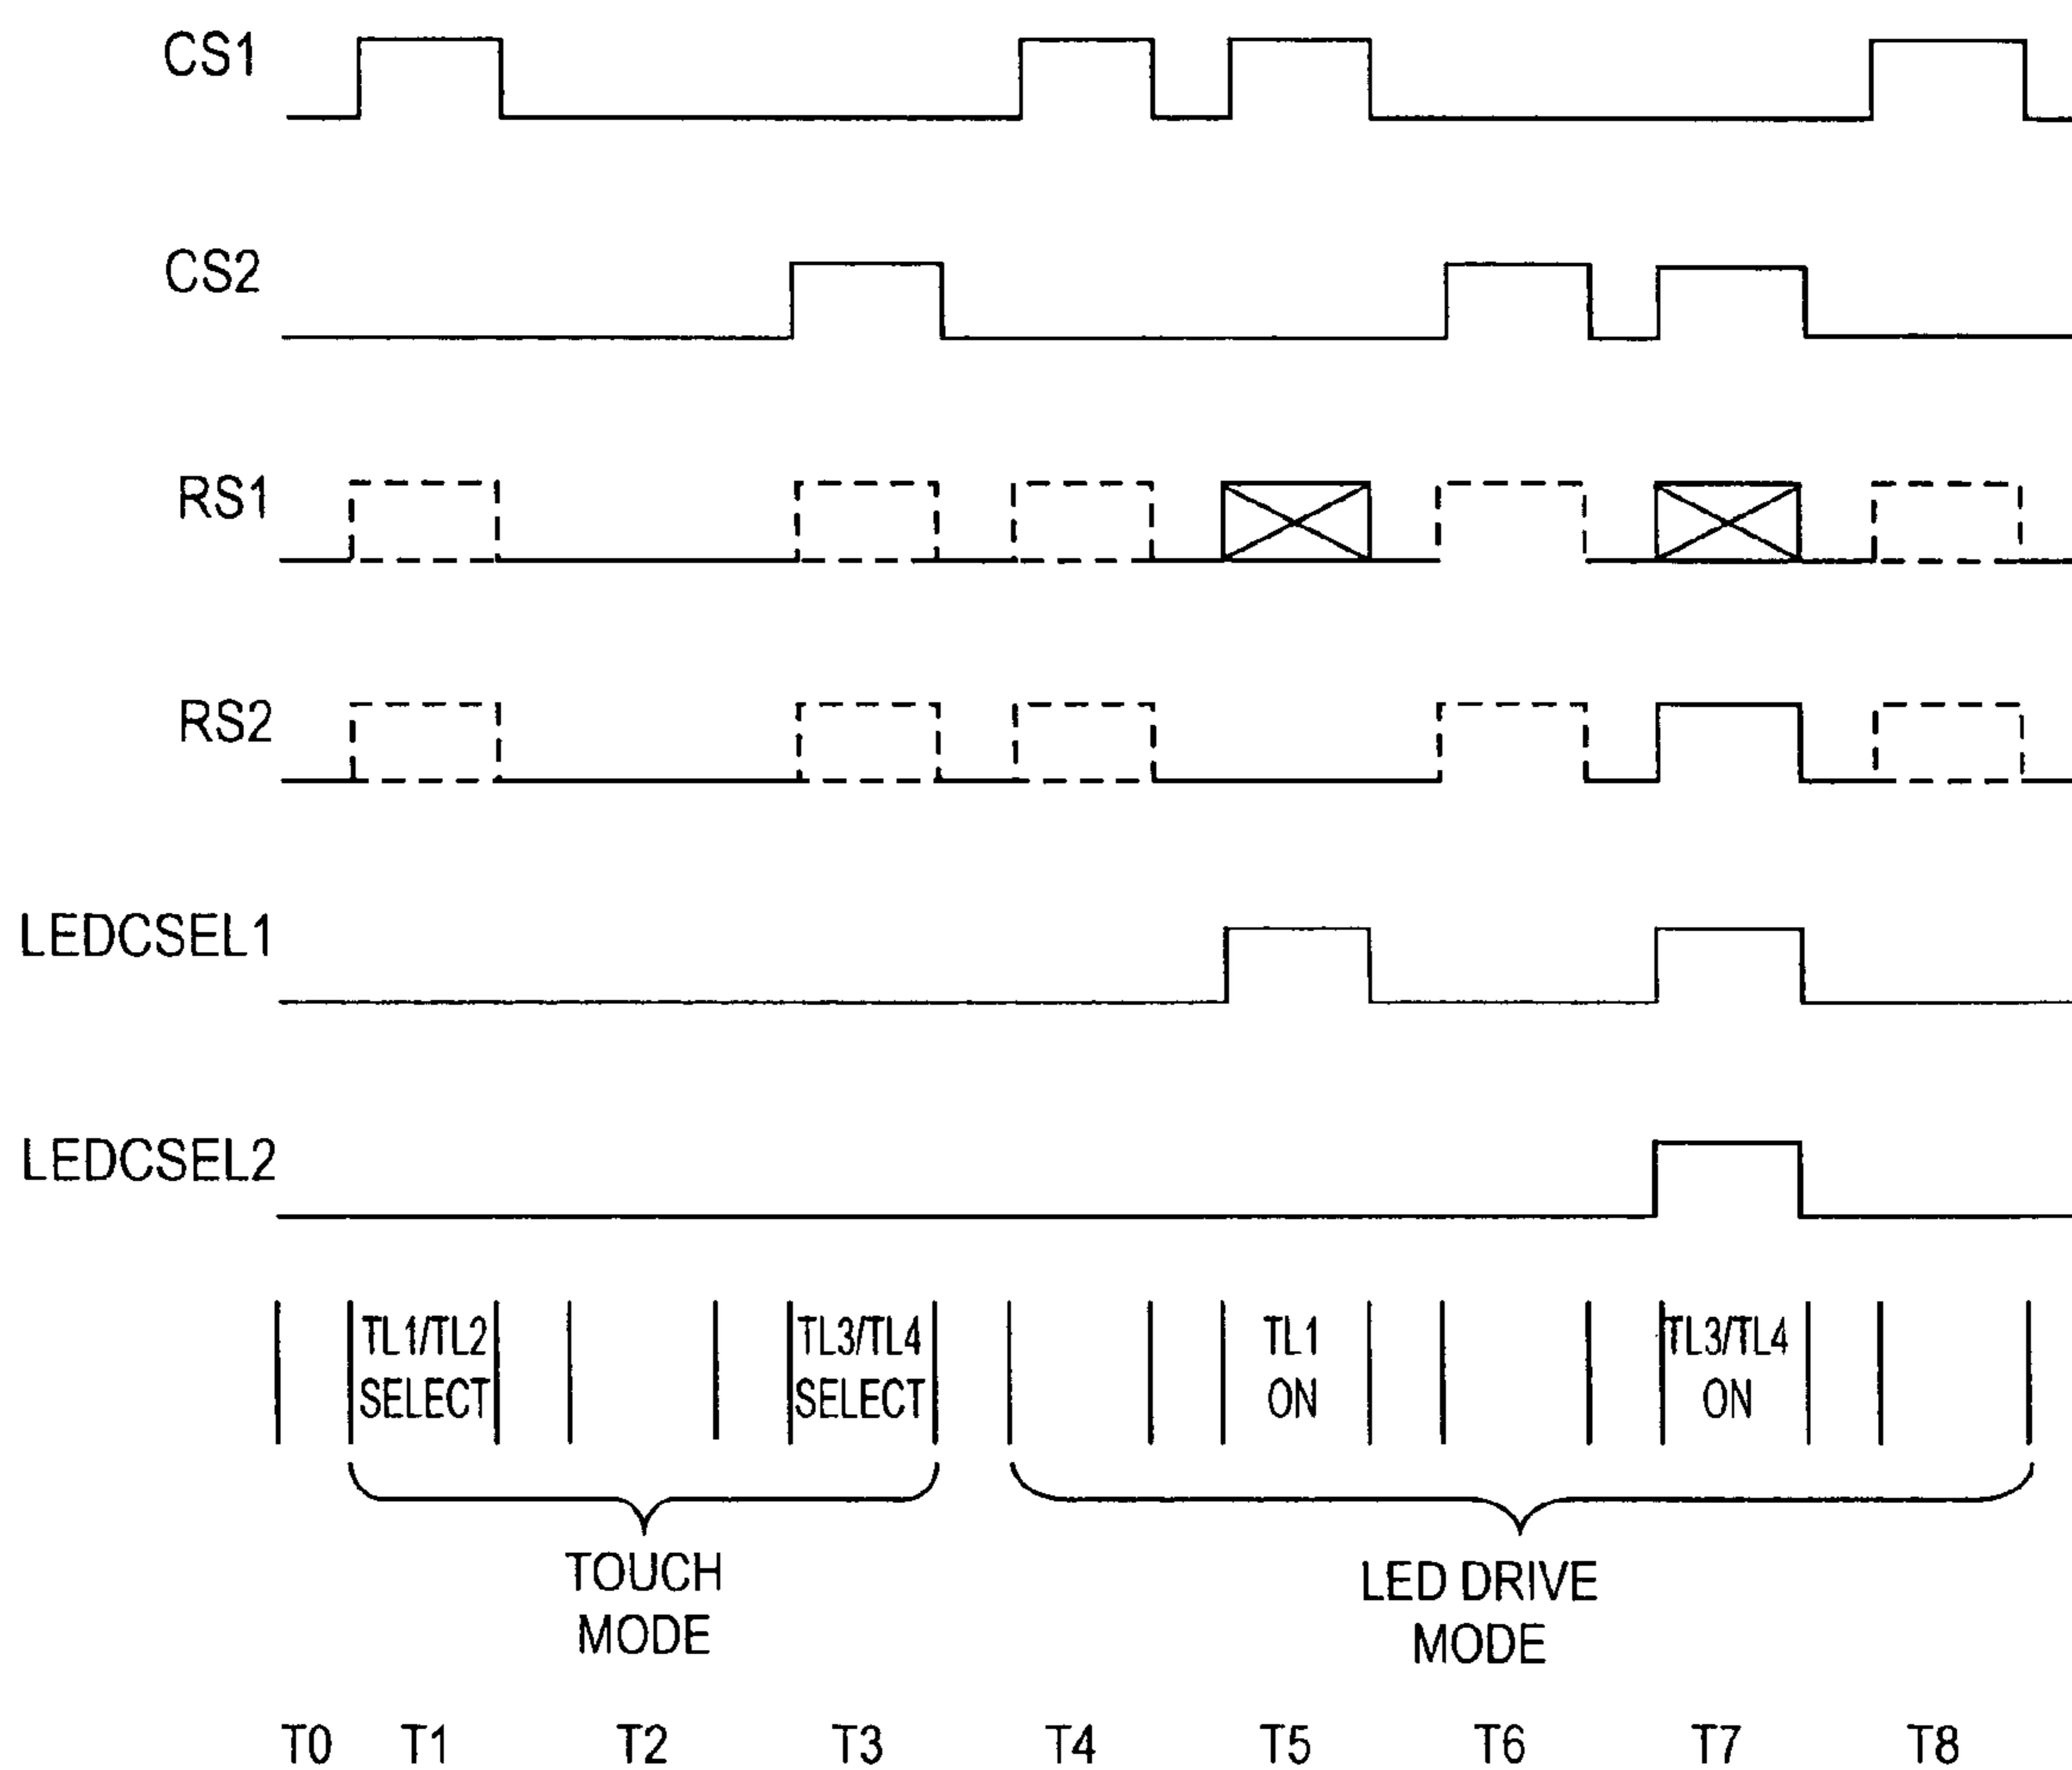 CS1
CS2
RS1
RS2
LEDCSEL1
LEDCSEL2
TL1/TL2 SELECT
TL3/TL4 SELECT
TL1 ON
TL3/TL4 ON
TOUCH MODE
LED DRIVE MODE
T0 T1 T2 T3 T4 T5 T6 T7 T8